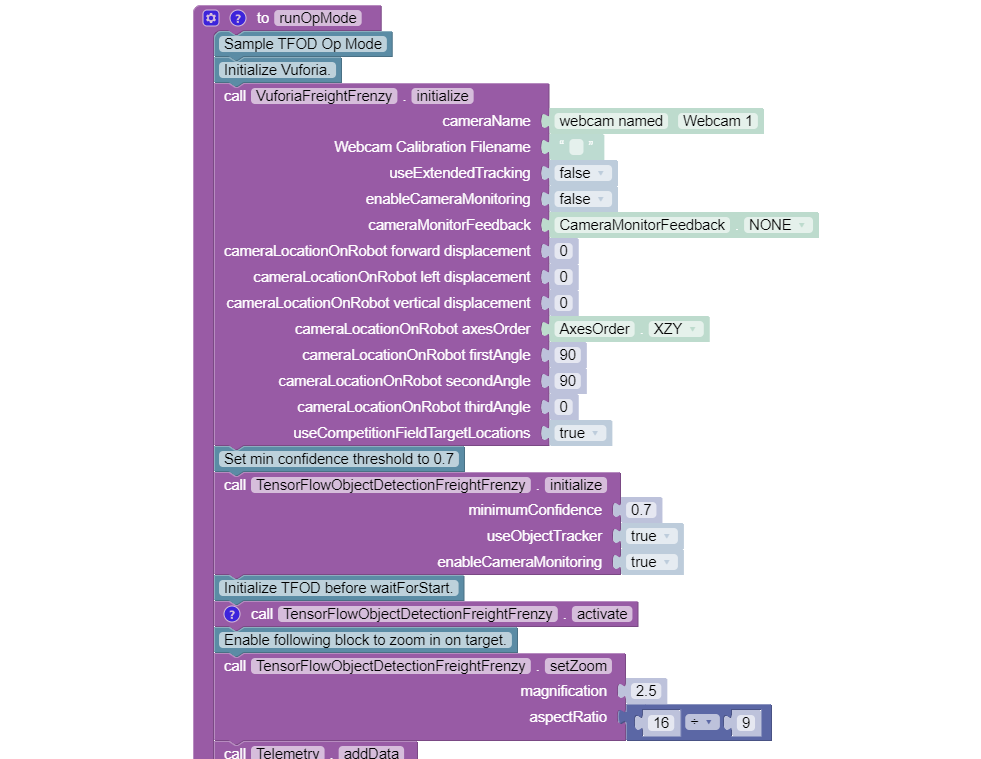 ? to runOpMode
Sample TFOD Op Mode
Initialize Vuforia.
call VuforiaFreightFrenzy . initialize
cameraName webcam named Webcam 1
Webcam Calibration Filename “ ”
useExtendedTracking false
enableCameraMonitoring false
cameraMonitorFeedback CameraMonitorFeedback . NONE
cameraLocationOnRobot forward displacement 0
cameraLocationOnRobot left displacement 0
cameraLocationOnRobot vertical displacement 0
cameraLocationOnRobot axesOrder AxesOrder . XZY
cameraLocationOnRobot firstAngle 90
cameraLocationOnRobot secondAngle 90
cameraLocationOnRobot thirdAngle 0
useCompetitionFieldTargetLocations true
Set min confidence threshold to 0.7
call TensorFlowObjectDetectionFreightFrenzy . initialize
minimumConfidence 0.7
useObjectTracker true
enableCameraMonitoring true
Initialize TFOD before waitForStart.
? call TensorFlowObjectDetectionFreightFrenzy . activate
Enable following block to zoom in on target.
call TensorFlowObjectDetectionFreightFrenzy . setZoom
magnification 2.5
aspectRatio 16 ÷ 9
call Telemetry . addData